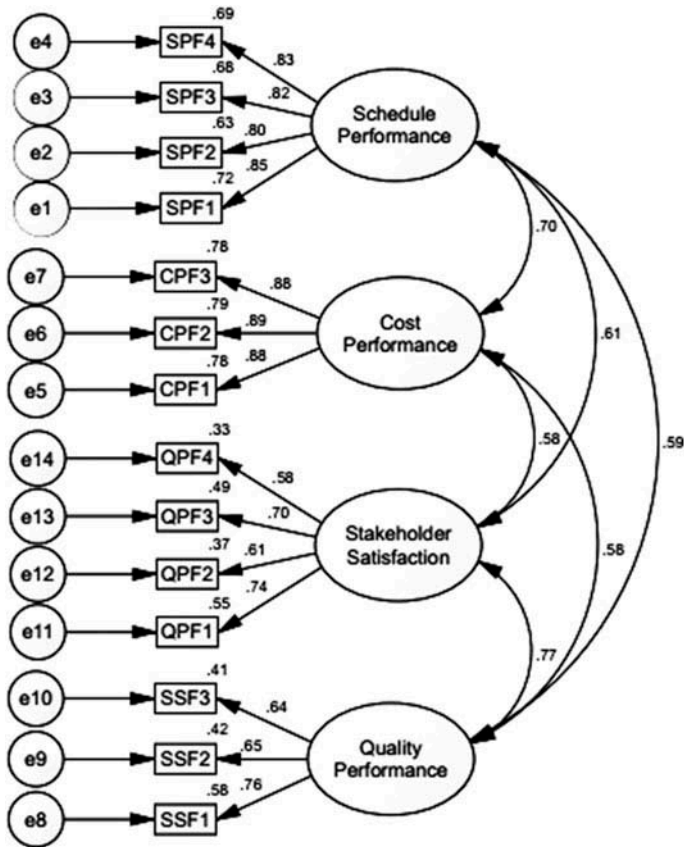 .69
e4
SPF4
.83
.68
e3
SPF3
.82
Schedule
Performance
.63
e2
SPF2
.80
.72
.85
e1
SPF1
.70
.78
e7
CPF3
.88
.79
e6
CPF2
.89
Cost
Performance
.61
.78
.88
e5
CPF1
.33
e14
QPF4
.58
.58
.59
.49
e13
QPF3
.70
Stakeholder
Satisfaction
.58
.37
e12
QPF2
.61
.74
.55
e11
QPF1
.77
.41
e10
SSF3
.64
.42
e9
SSF2
.65
Quality
Performance
.58
.76
e8
SSF1